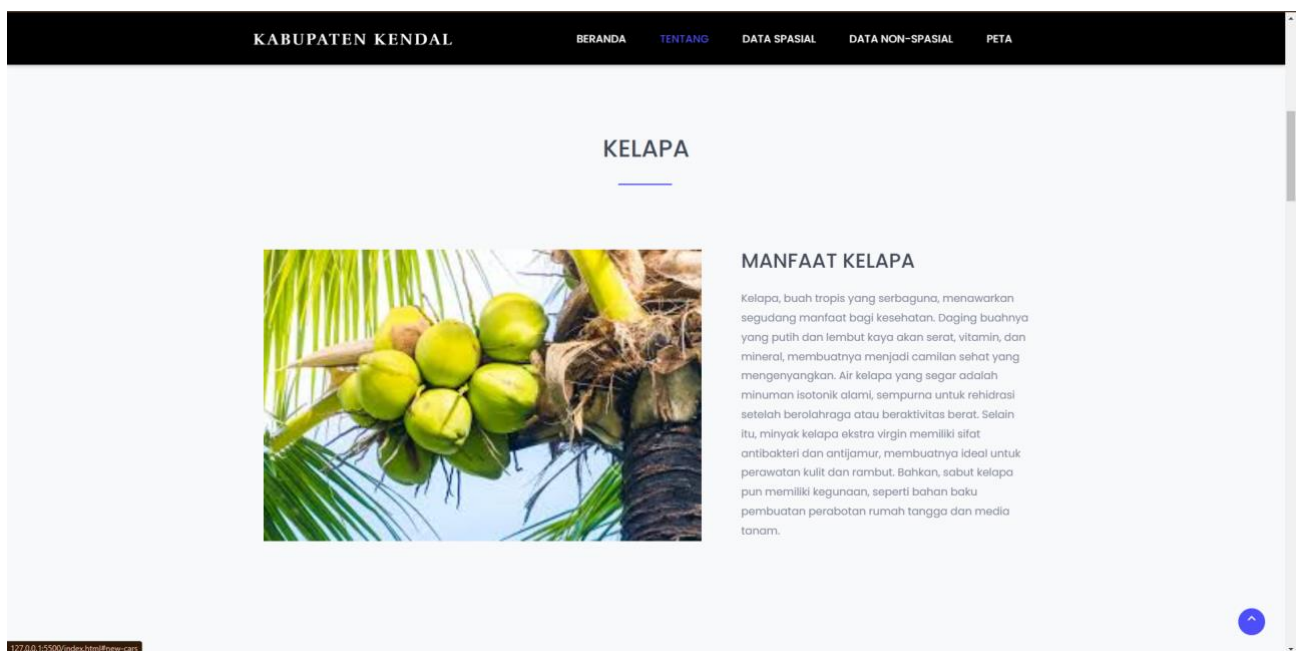 KABUPATEN KENDAL BERANDA TENTANG DATA SPASIAL DATA NON-SPASIAL PETA
KELAPA
MANFAAT KELAPA
Kelapa, buah tropis yang serbaguna, menawarkan
segudang manfaat bagi kesehatan. Daging buahnya
yang putih dan lembut kaya akan serat, vitamin, dan
mineral, membuatnya menjadi camilan sehat yang
mengenyangkan. Air kelapa yang segar adalah
minuman isotonik alami, sempurna untuk rehidrasi
setelah berolahraga atau beraktivitas berat. Selain
itu, minyak kelapa ekstra virgin memiliki sifat
antibakteri dan antijamur, membuatnya ideal untuk
perawatan kulit dan rambut. Bahkan, sabut kelapa
pun memiliki kegunaan, seperti bahan baku
pembuatan perabotan rumah tangga dan media
tanam.
127.0.0.1:5500/index.html#new-cars